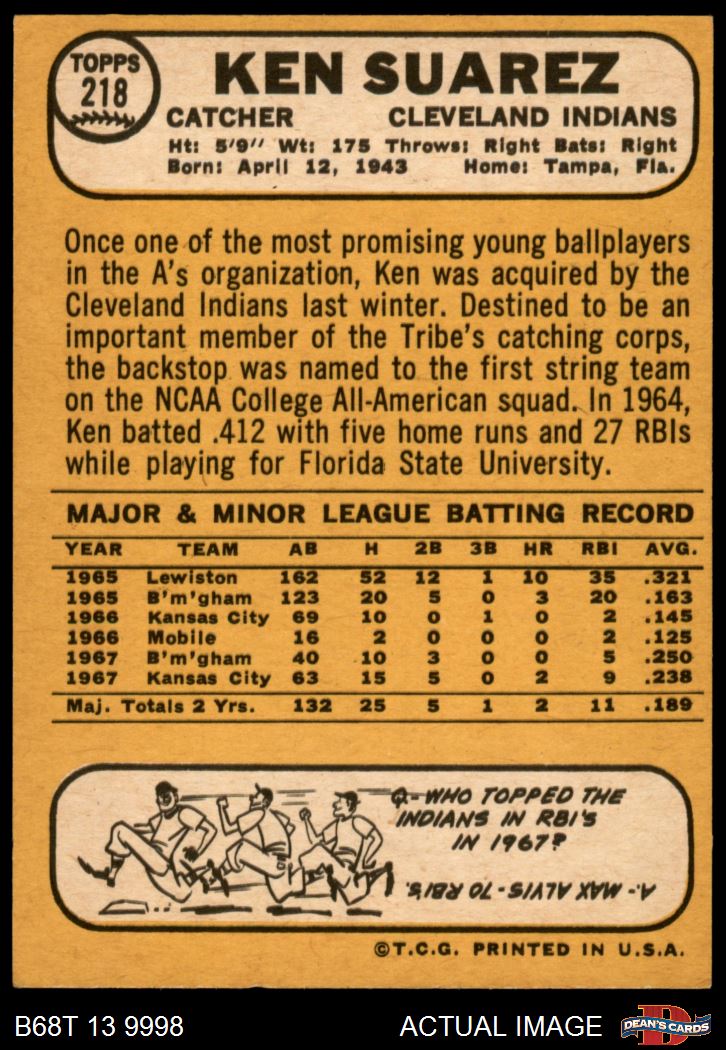 TOPPS
218
KEN SUAREZ
CATCHER CLEVELAND INDIANS
Ht: 5'9" Wt: 175 Throws: Right Bats: Right
Born: April 12, 1943 Home: Tampa, Fla.
Once one of the most promising young ballplayers
in the A's organization, Ken was acquired by the
Cleveland Indians last winter. Destined to be an
important member of the Tribe's catching corps,
the backstop was named to the first string team
on the NCAA College All-American squad. In 1964,
Ken batted .412 with five home runs and 27 RBIs
while playing for Florida State University.
MAJOR & MINOR LEAGUE BATTING RECORD
YEAR TEAM AB H 2B 3B HR RBI AVG.
1965 Lewiston 162 52 12 1 10 35 .321
1965 B'm'gham 123 20 5 0 3 20 .163
1966 Kansas City 69 10 0 1 0 2 .145
1966 Mobile 16 2 0 0 0 2 .125
1967 B'm'gham 40 10 3 0 0 5 .250
1967 Kansas City 63 15 5 0 2 9 .238
Maj. Totals 2 Yrs. 132 25 5 1 2 11 .189
Q- WHO TOPPED THE
INDIANS IN RBI'S
IN 1967?
A- MAX ALVIS - 70 RBI'S.
©T.C.G. PRINTED IN U.S.A.
B68T 13 9998 ACTUAL IMAGE
D
DEAN'S CARDS